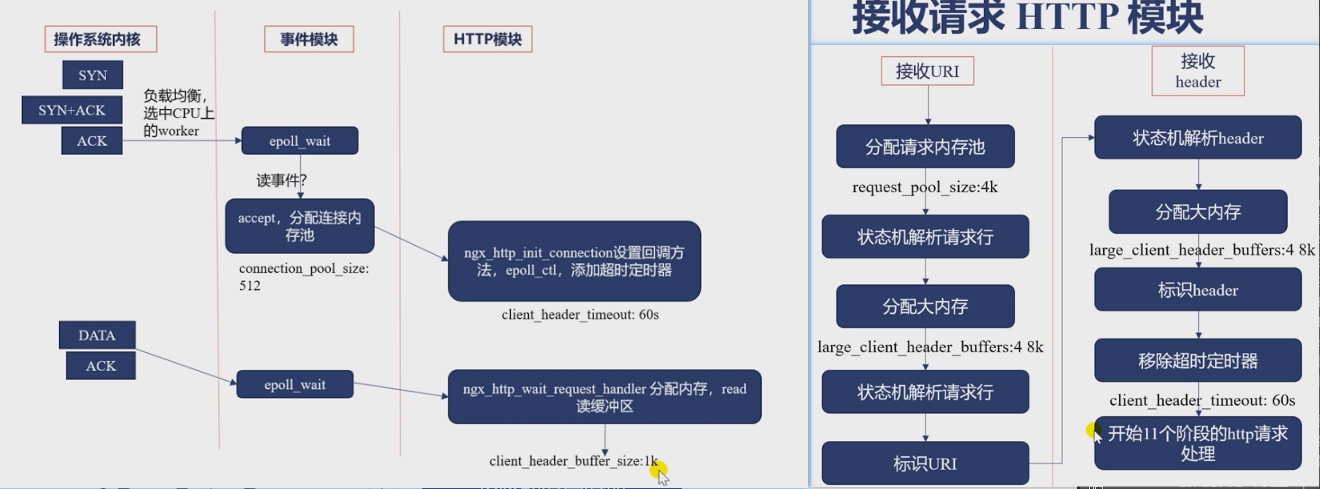 操作系统内核
事件模块
HTTP模块
SYN
SYN+ACK
ACK
负载均衡，
选中CPU上
的worker
epoll_wait
读事件？
accept，分配连接内
存池
connection_pool_size:
512
ngx_http_init_connection设置回调方
法，epoll_ctl，添加超时定时器
client_header_timeout: 60s
DATA
ACK
epoll_wait
ngx_http_wait_request_handler 分配内存，read
读缓冲区
client_header_buffer_size:1k
接收请求 HTTP 模块
接收URI
分配请求内存池
request_pool_size:4k
状态机解析请求行
分配大内存
large_client_header_buffers:4 8k
状态机解析请求行
标识URI
接收
header
状态机解析header
分配大内存
large_client_header_buffers:4 8k
标识header
移除超时定时器
client_header_timeout: 60s
开始11个阶段的http请求
处理